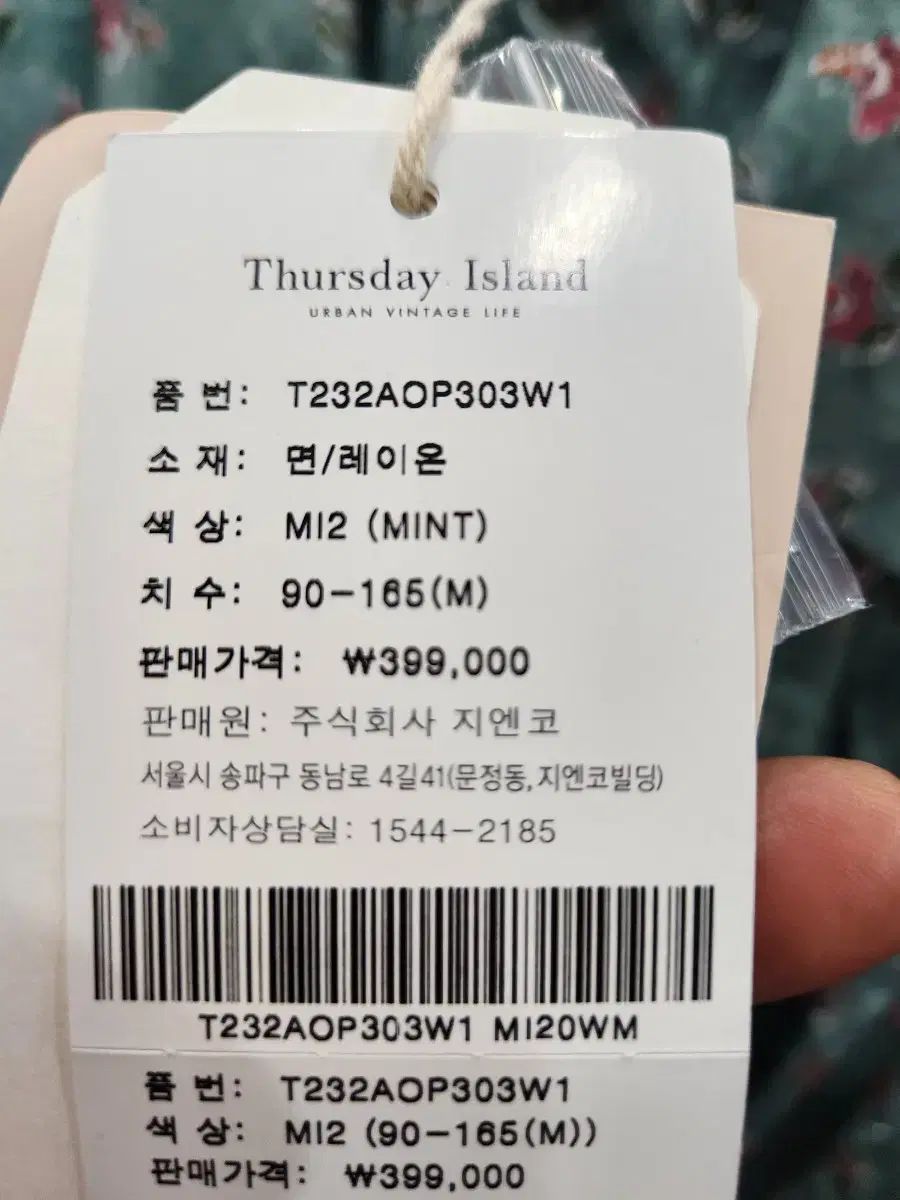 Thursday Island
URBAN VINTAGE LIFE
품 번: T232AOP303W1
소 재: 면/레이온
색 상: MI2 (MINT)
치 수: 90-165(M)
판매가격: ₩399,000
판매원: 주식회사 지엔코
서울시 송파구 동남로 4길41(문정동,지엔코빌딩)
소비자상담실: 1544-2185
T232AOP303W1 MI20WM
품 번: T232AOP303W1
색 상: MI2 (90-165(M))
판매가격: ₩399,000